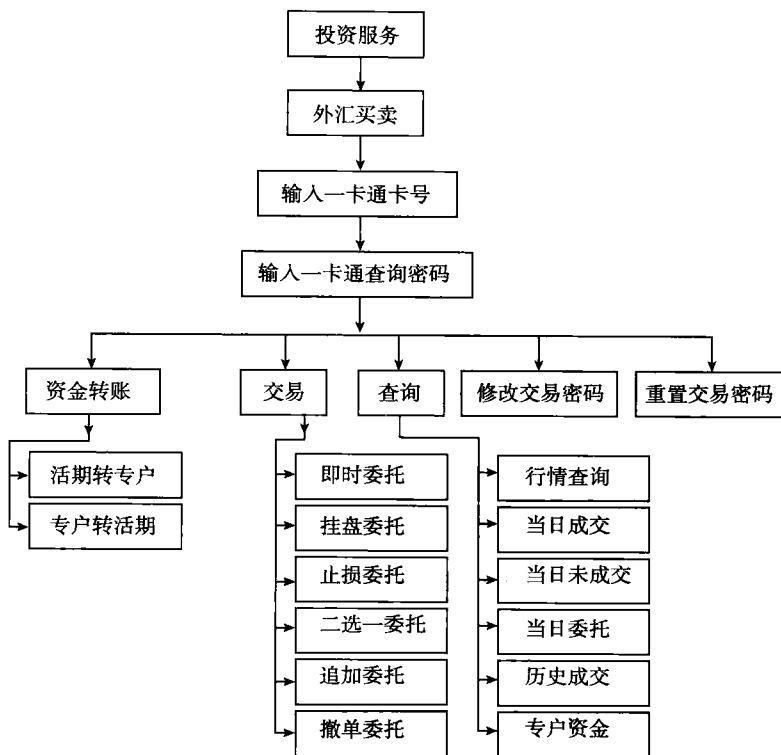 投资服务
外汇买卖
输入一卡通卡号
输入一卡通查询密码
资金转账
交易
查询
修改交易密码
重置交易密码
活期转专户
专户转活期
即时委托
挂盘委托
止损委托
二选一委托
追加委托
撤单委托
行情查询
当日成交
当日未成交
当日委托
历史成交
专户资金